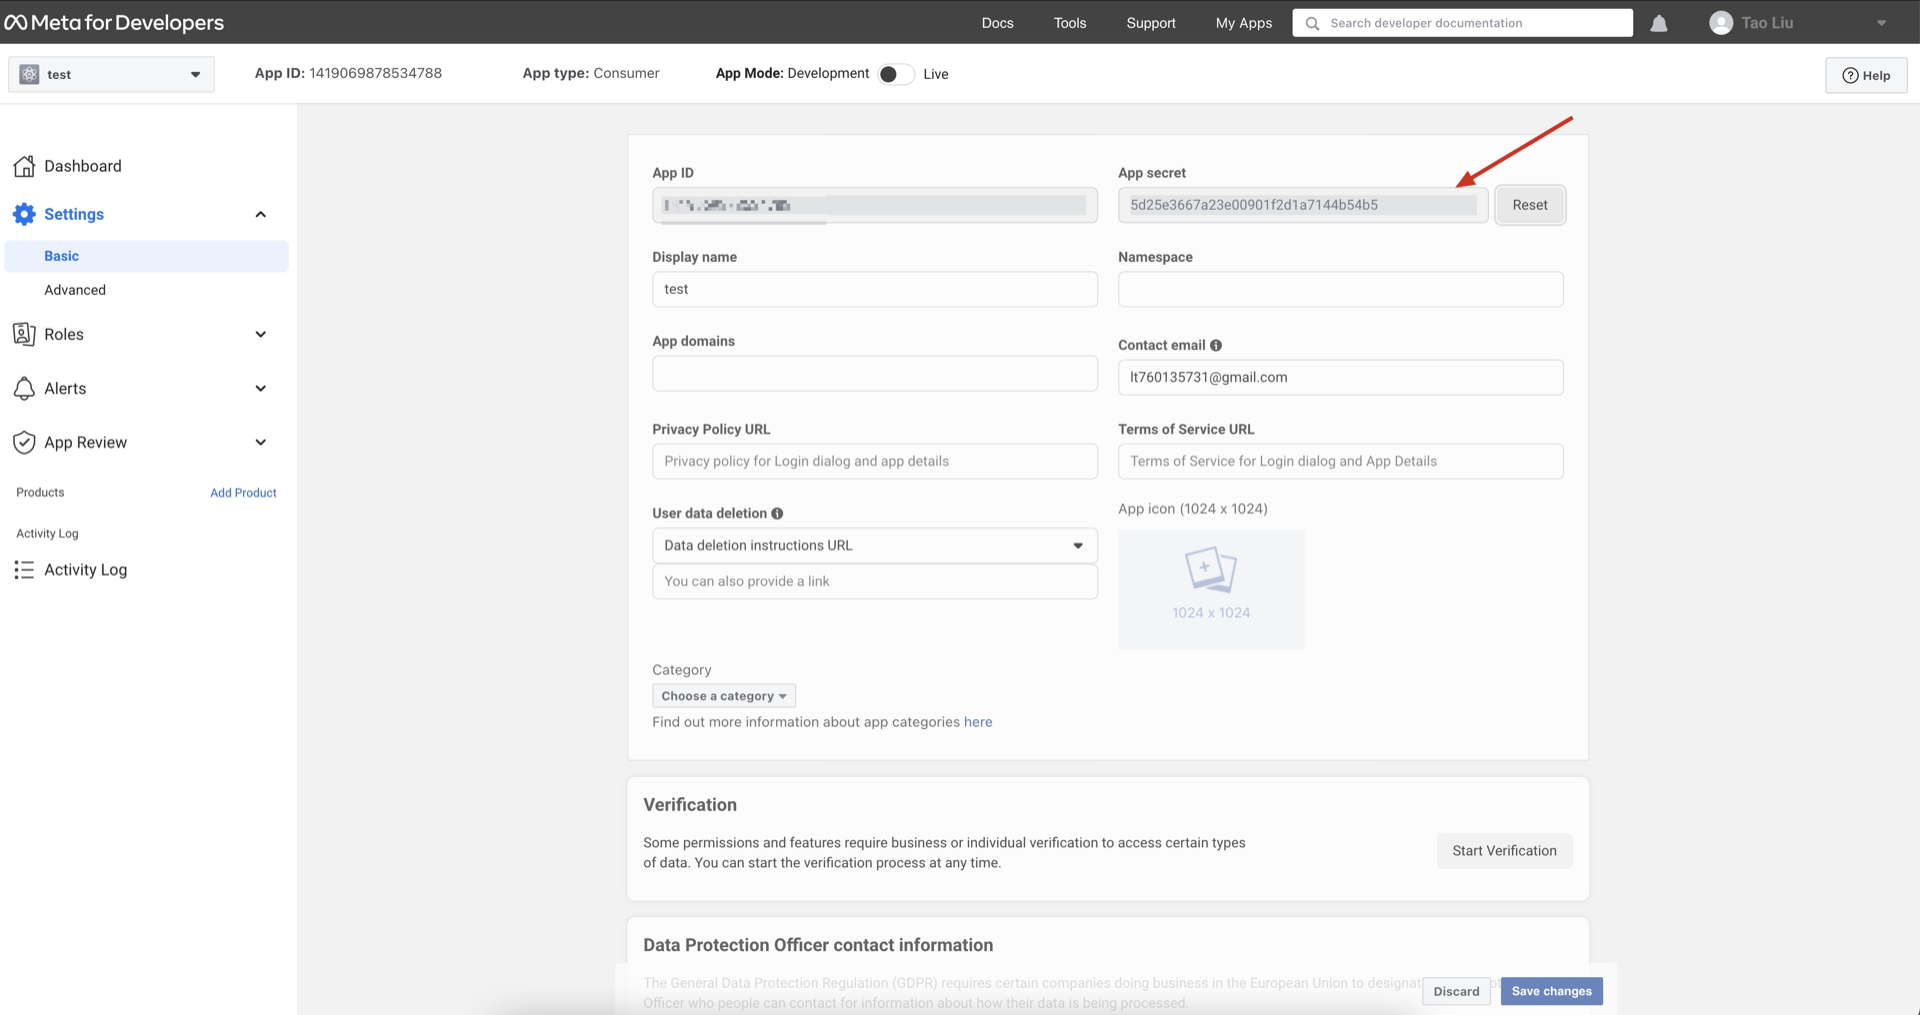 Meta for Developers
Docs Tools Support My Apps Search developer documentation Tao Liu
test App ID: 1419069878534788 App type: Consumer App Mode: Development Live Help
Dashboard
Settings
Basic
Advanced
Roles
Alerts
App Review
Products Add Product
Activity Log
Activity Log
App ID App secret
5d25e3667a23e00901f2d1a7144b54b5 Reset
Display name Namespace
test
App domains Contact email
lt760135731@gmail.com
Privacy Policy URL Terms of Service URL
Privacy policy for Login dialog and app details Terms of Service for Login dialog and App Details
User data deletion App icon (1024 x 1024)
Data deletion instructions URL
You can also provide a link
1024 x 1024
Category
Choose a category
Find out more information about app categories here
Verification
Some permissions and features require business or individual verification to access certain types
of data. You can start the verification process at any time.
Start Verification
Data Protection Officer contact information
The General Data Protection Regulation (GDPR) requires certain companies doing business in the European Union to
Officer who people can contact for information about how their data is being processed.
Discard Save changes